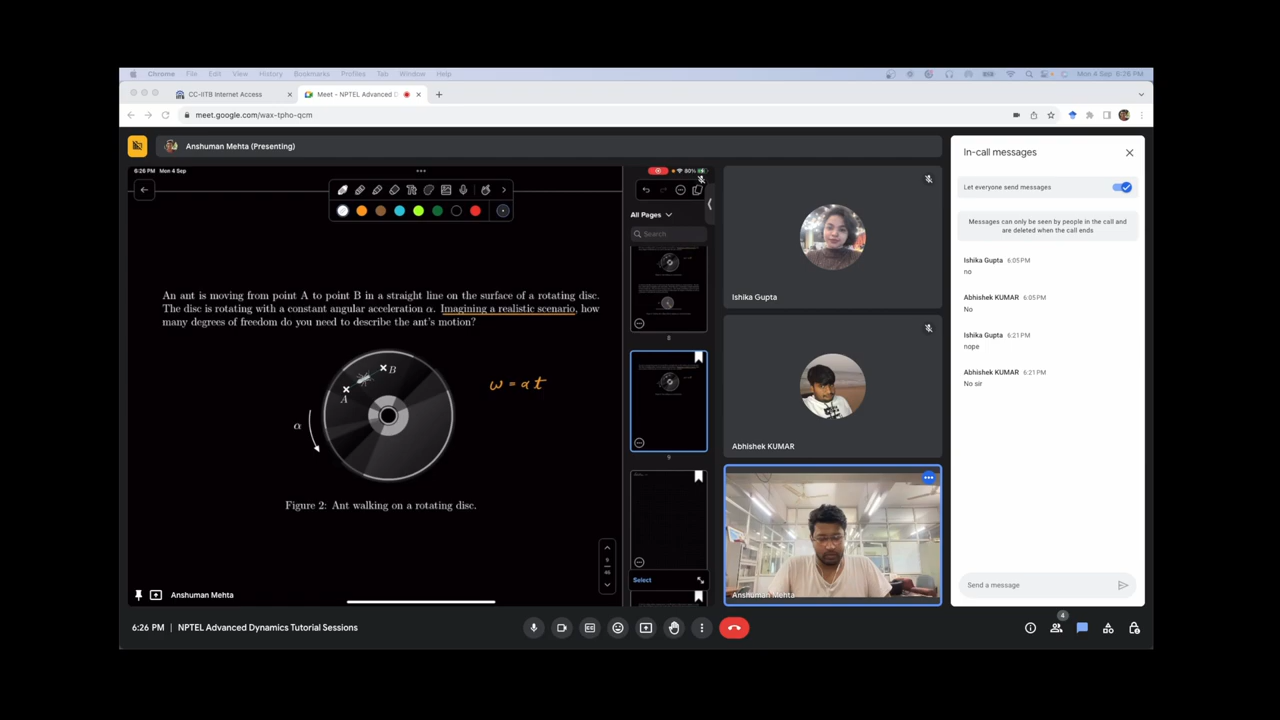 Chrome File Edit View History Bookmarks Profiles Tab Window Help
Mon 4 Sep 6:26 PM
CC-IITB Internet Access
Meet - NPTEL Advanced D
meet.google.com/wax-tpho-qcm
Anshuman Mehta (Presenting)
6:26 PM Mon 4 Sep
80%
All Pages
Search
An ant is moving from point A to point B in a straight line on the surface of a rotating disc.
The disc is rotating with a constant angular acceleration α. Imagining a realistic scenario, how
many degrees of freedom do you need to describe the ant's motion?
B
A
α
ω = αt
Figure 2: Ant walking on a rotating disc.
8
9
Select
9
46
Anshuman Mehta
Ishika Gupta
Abhishek KUMAR
Anshuman Mehta
In-call messages
Let everyone send messages
Messages can only be seen by people in the call and
are deleted when the call ends
Ishika Gupta 6:05 PM
no
Abhishek KUMAR 6:05 PM
No
Ishika Gupta 6:21 PM
nope
Abhishek KUMAR 6:21 PM
No sir
Send a message
6:26 PM | NPTEL Advanced Dynamics Tutorial Sessions
4